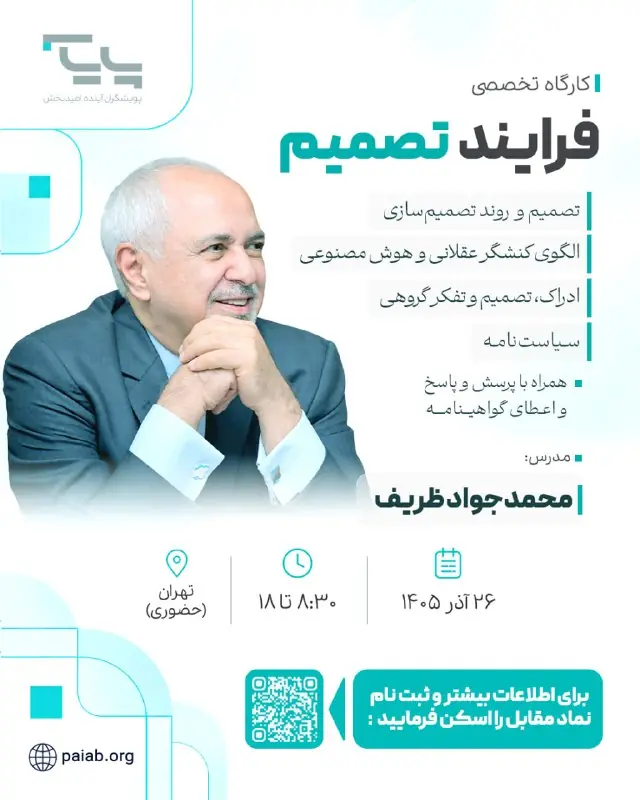 پایاب
پویشگران آینده امیدبخش
کارگاه تخصصی
فرایند تصمیم
تصمیم و روند تصمیم‌سازی
الگوی کنشگر عقلانی و هوش مصنوعی
ادراک، تصمیم و تفکر گروهی
سیاست‌نامه
همراه با پرسش و پاسخ
و اعطای گواهینامه
مدرس:
محمدجواد ظریف
۲۶ آذر ۱۴۰۵
۸:۳۰ تا ۱۸
تهران
(حضوری)
برای اطلاعات بیشتر و ثبت نام
نماد مقابل را اسکن فرمایید :
paiab.org